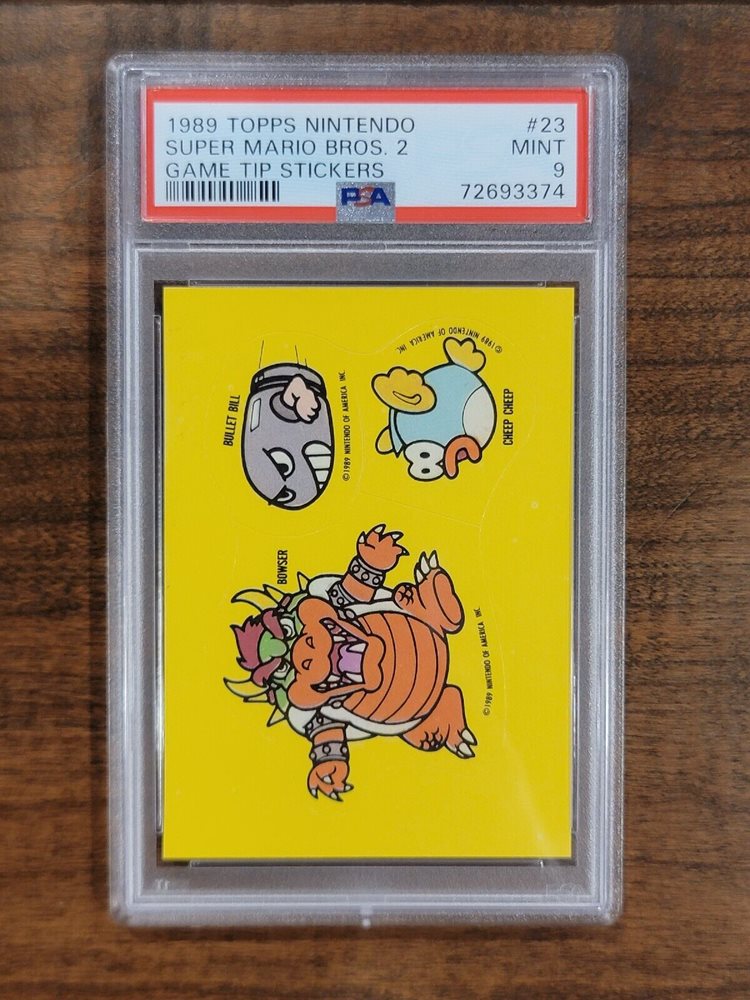 1989 TOPPS NINTENDO #23
SUPER MARIO BROS. 2 MINT
GAME TIP STICKERS 9
PSA 72693374
BULLET BILL
©1989 NINTENDO OF AMERICA INC.
©1989 NINTENDO OF AMERICA INC.
CHEEP CHEEP
BOWSER
©1989 NINTENDO OF AMERICA INC.